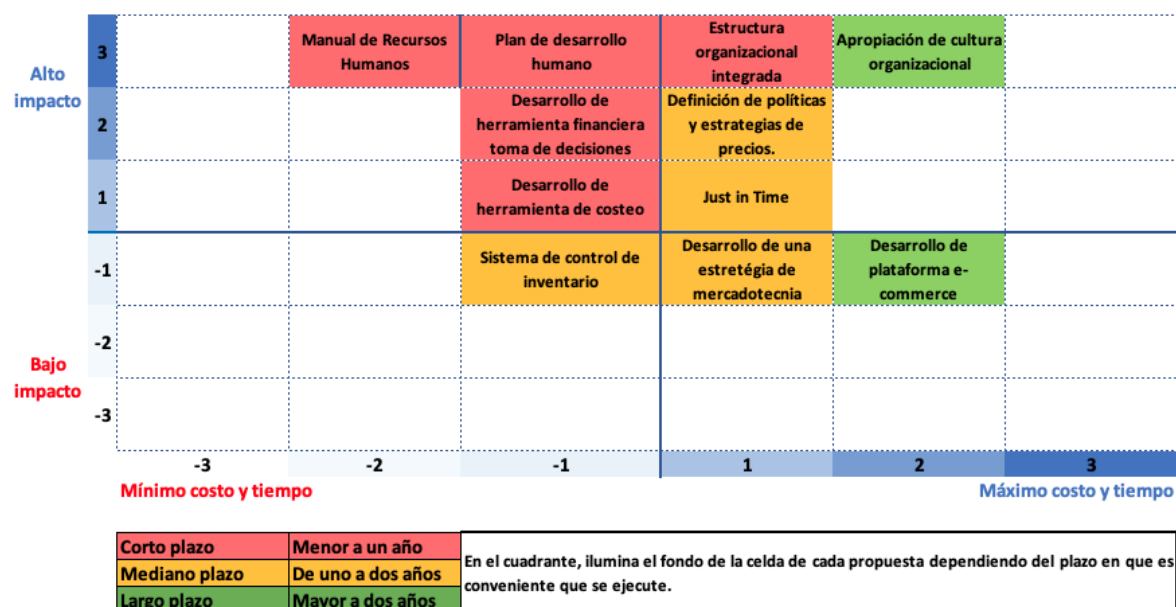 Alto
impacto
3
Manual de Recursos
Humanos
Plan de desarrollo
humano
Estructura
organizacional
integrada
Apropiación de cultura
organizacional
2
Desarrollo de
herramienta financiera
toma de decisiones
Definición de políticas
y estrategias de
precios.
1
Desarrollo de
herramienta de costeo
Just in Time
-1
Sistema de control de
inventario
Desarrollo de una
estretégia de
mercadotecnia
Desarrollo de
plataforma e-
commerce
-2
Bajo
impacto
-3
-3
-2
-1
1
2
3
Mínimo costo y tiempo
Máximo costo y tiempo
Corto plazo
Menor a un año
Mediano plazo
De uno a dos años
Largo plazo
Mayor a dos años
En el cuadrante, ilumina el fondo de la celda de cada propuesta dependiendo del plazo en que es
conveniente que se ejecute.